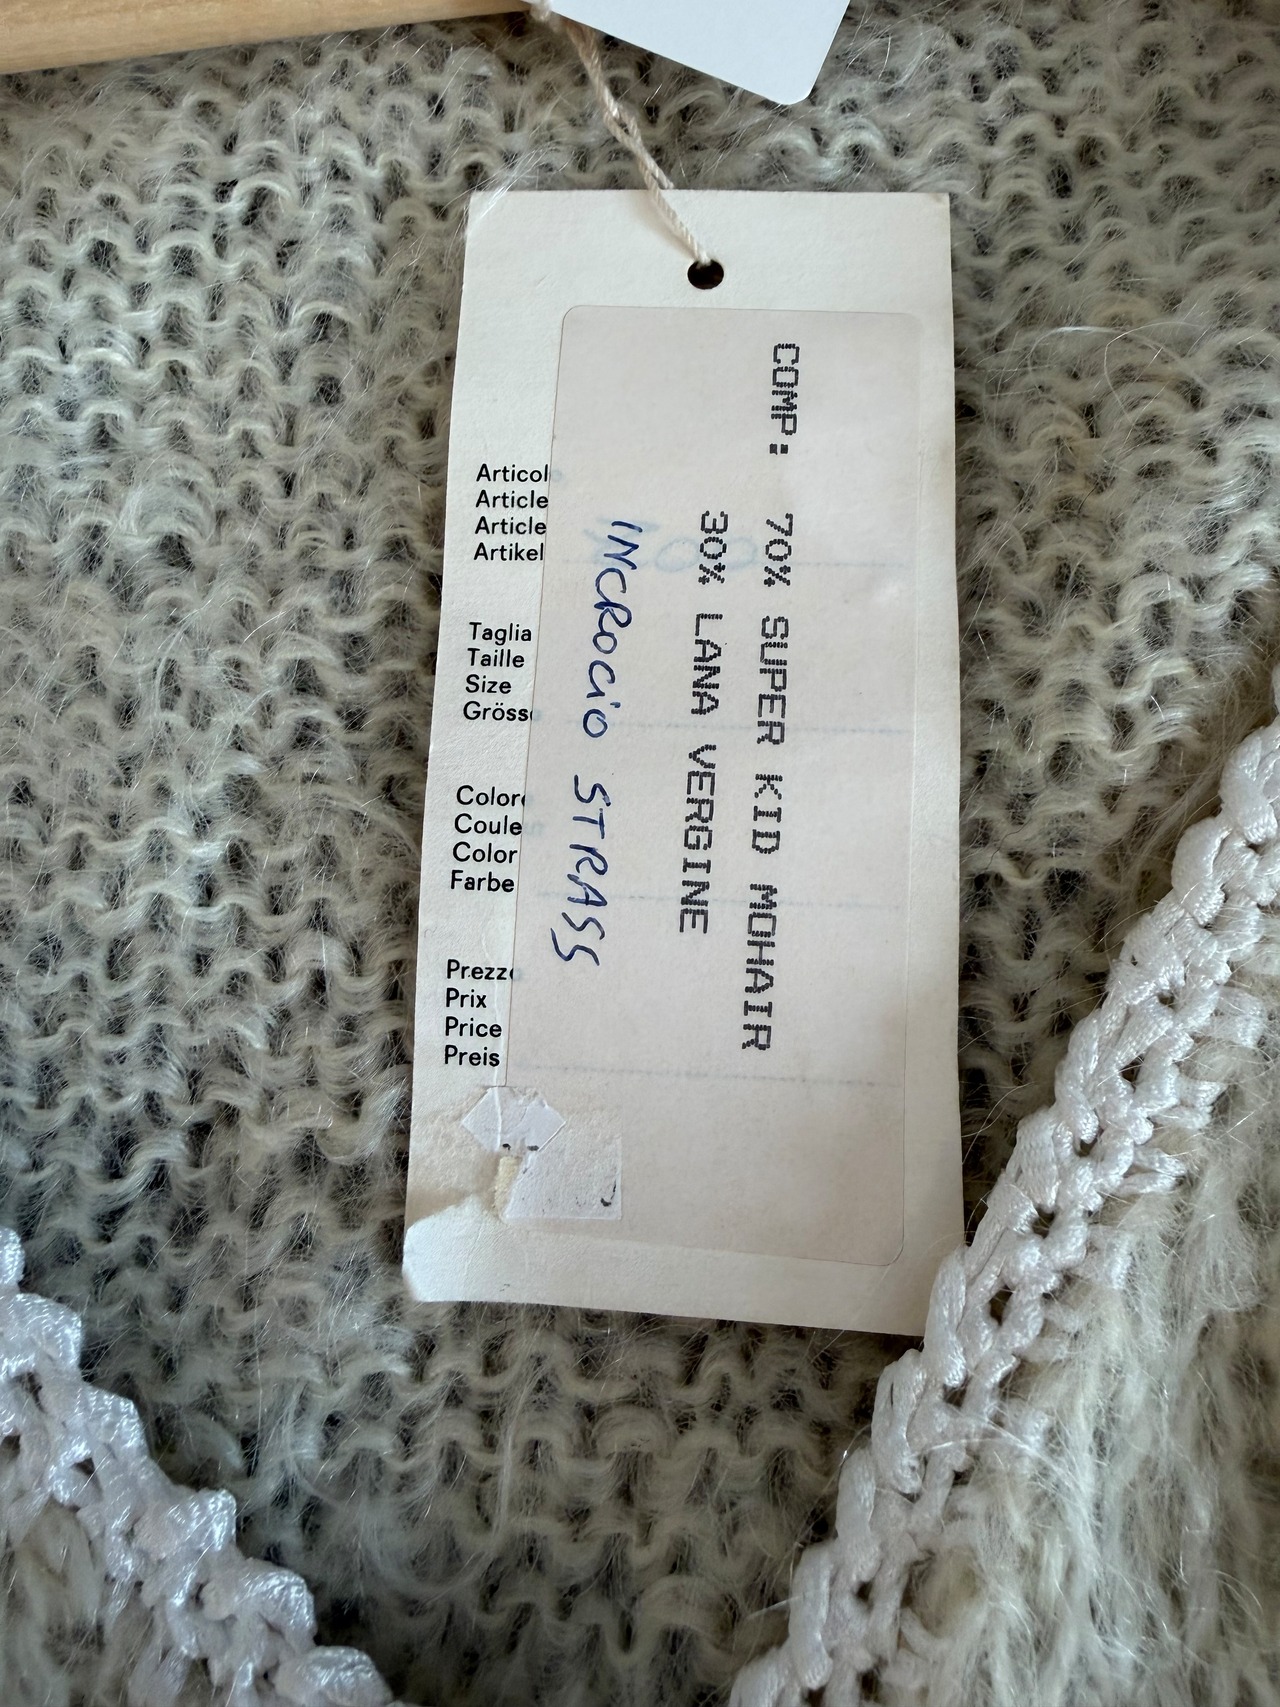 COMP: 70% SUPER KID MOHAIR
30% LANA VERGINE
INCROCIO STRASS
Articolo
Article
Article
Artikel
Taglia
Taille
Size
Grösse
Colore
Coule
Color
Farbe
Prezzo
Prix
Price
Preis